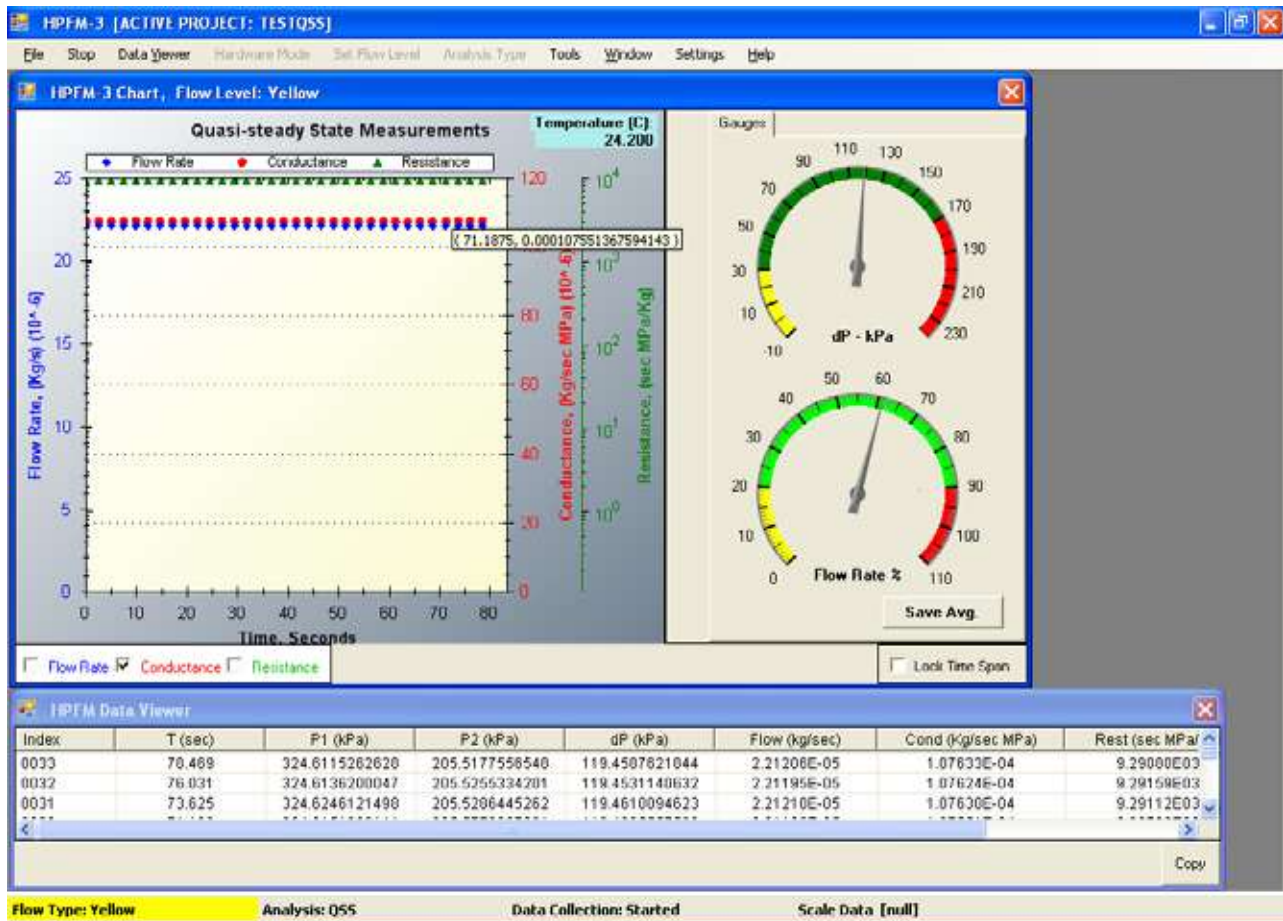 HPFM-3 [ACTIVE PROJECT: TESTQSS]
File Stop Data Viewer Hardware Mode Set Flow Level Analysis Type Tools Window Settings Help
HPFM-3 Chart, Flow Level: Yellow
Quasi-steady State Measurements
Temperature [C]:
24.200
Flow Rate Conductance Resistance
25
20
15
10
5
0
Flow Rate, (Kg/s) (10^-6)
0 10 20 30 40 50 60 70 80
Time, Seconds
120
80
60
40
20
0
Conductance, (Kg/sec MPa) (10^-6)
10^4
10^3
10^2
10^1
10^0
Resistance, (sec MPa/Kg)
( 71.1875, 0.000107551367594143 )
Gauges
-10 10 30 50 70 90 110 130 150 170 190 210 230
dP - kPa
0 10 20 30 40 50 60 70 80 90 100 110
Flow Rate %
Save Avg.
Flow Rate Conductance Resistance
Lock Time Span
HPFM Data Viewer
Index T (sec) P1 (kPa) P2 (kPa) dP (kPa) Flow (kg/sec) Cond (Kg/sec MPa) Rest (sec MPa/
0033 78.469 324.6115262620 205.5177556540 119.4587821044 2.21206E-05 1.07633E-04 9.29080E03
0032 76.031 324.6136200047 205.5255334201 119.4531140632 2.21195E-05 1.07624E-04 9.29159E03
0031 73.625 324.6246121498 205.5286445262 119.4610094623 2.21210E-05 1.07630E-04 9.29112E03
Copy
Flow Type: Yellow Analysis: QSS Data Collection: Started Scale Data [null]